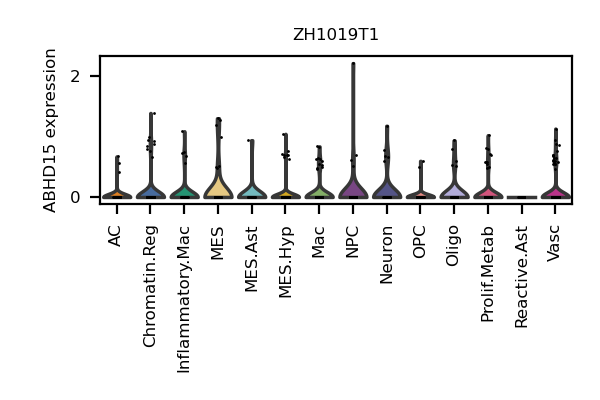 ZH1019T1
ABHD15 expression
2
0
AC
Chromatin.Reg
Inflammatory.Mac
MES
MES.Ast
MES.Hyp
Mac
NPC
Neuron
OPC
Oligo
Prolif.Metab
Reactive.Ast
Vasc